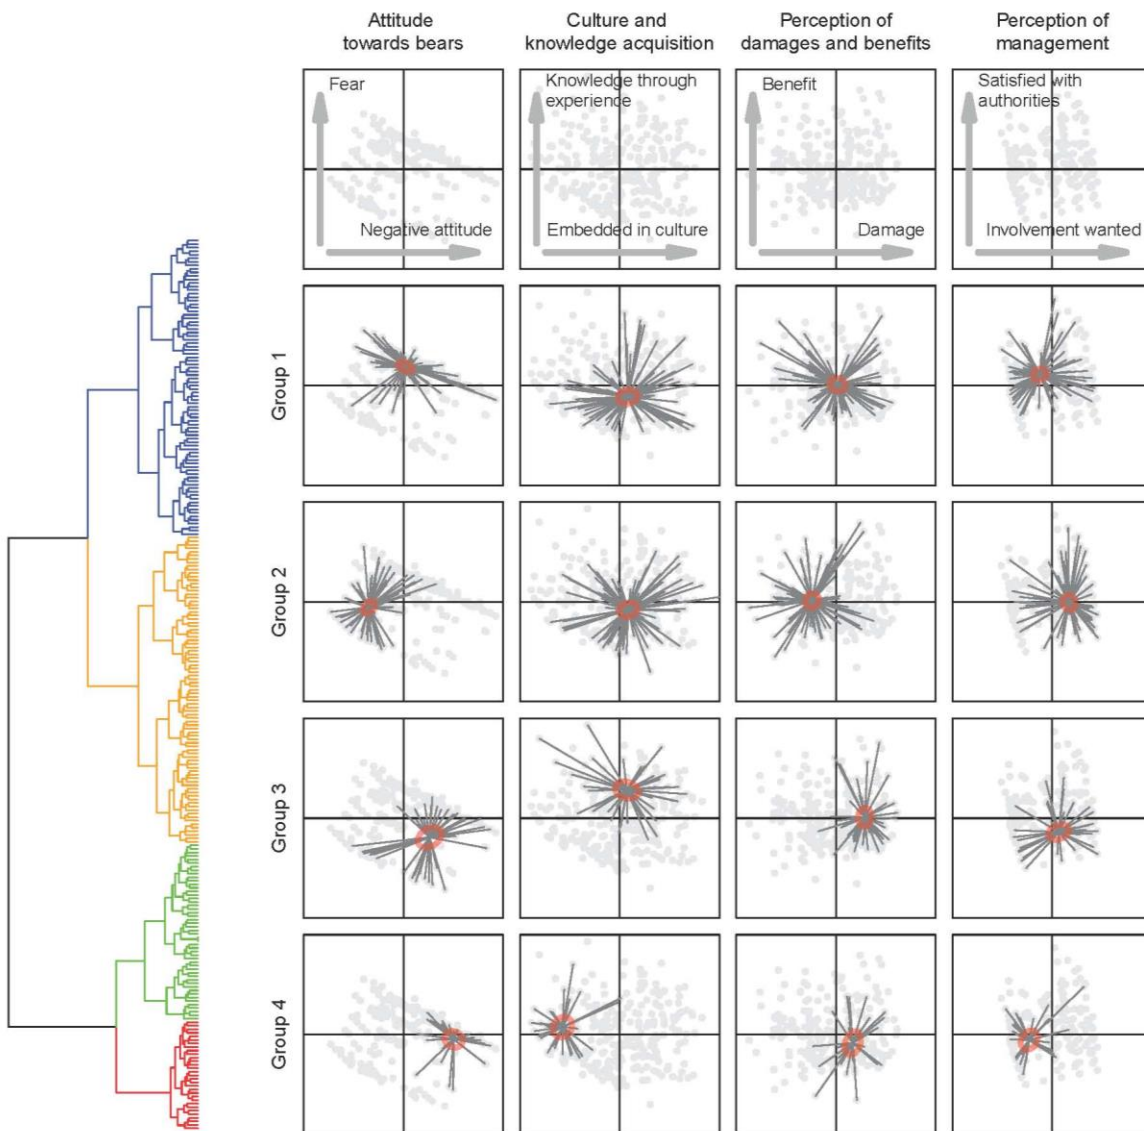 Attitude
towards bears
Culture and
knowledge acquisition
Perception of
damages and benefits
Perception of
management
Fear
Negative attitude
Knowledge through
experience
Embedded in culture
Benefit
Damage
Satisfied with
authorities
Involvement wanted
Group 1
Group 2
Group 3
Group 4